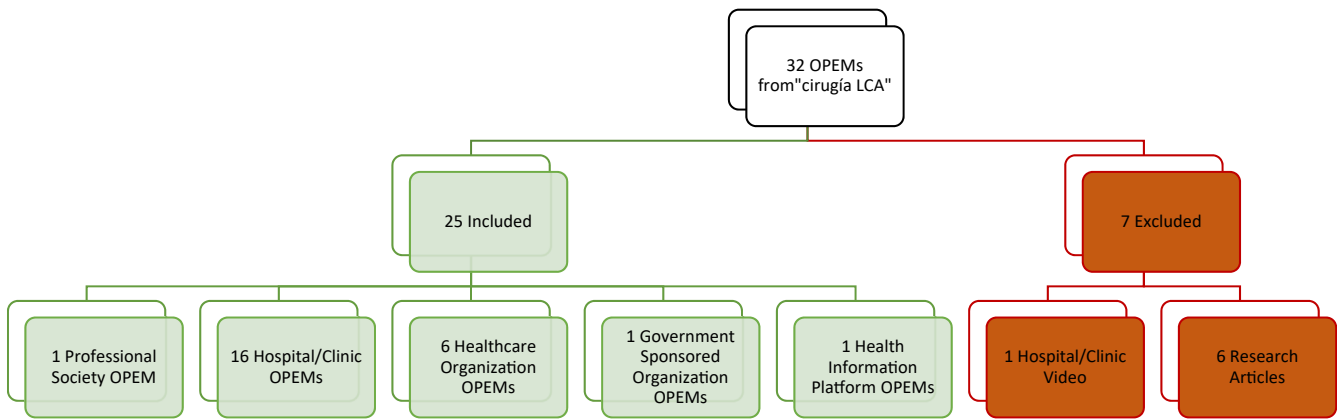 32 OPEMs
from"cirugía LCA"
25 Included
7 Excluded
1 Professional
Society OPEM
16 Hospital/Clinic
OPEMs
6 Healthcare
Organization OPEMs
1 Government
Sponsored
Organization
OPEMs
1 Health
Information
Platform OPEMs
1 Hospital/Clinic
Video
6 Research
Articles